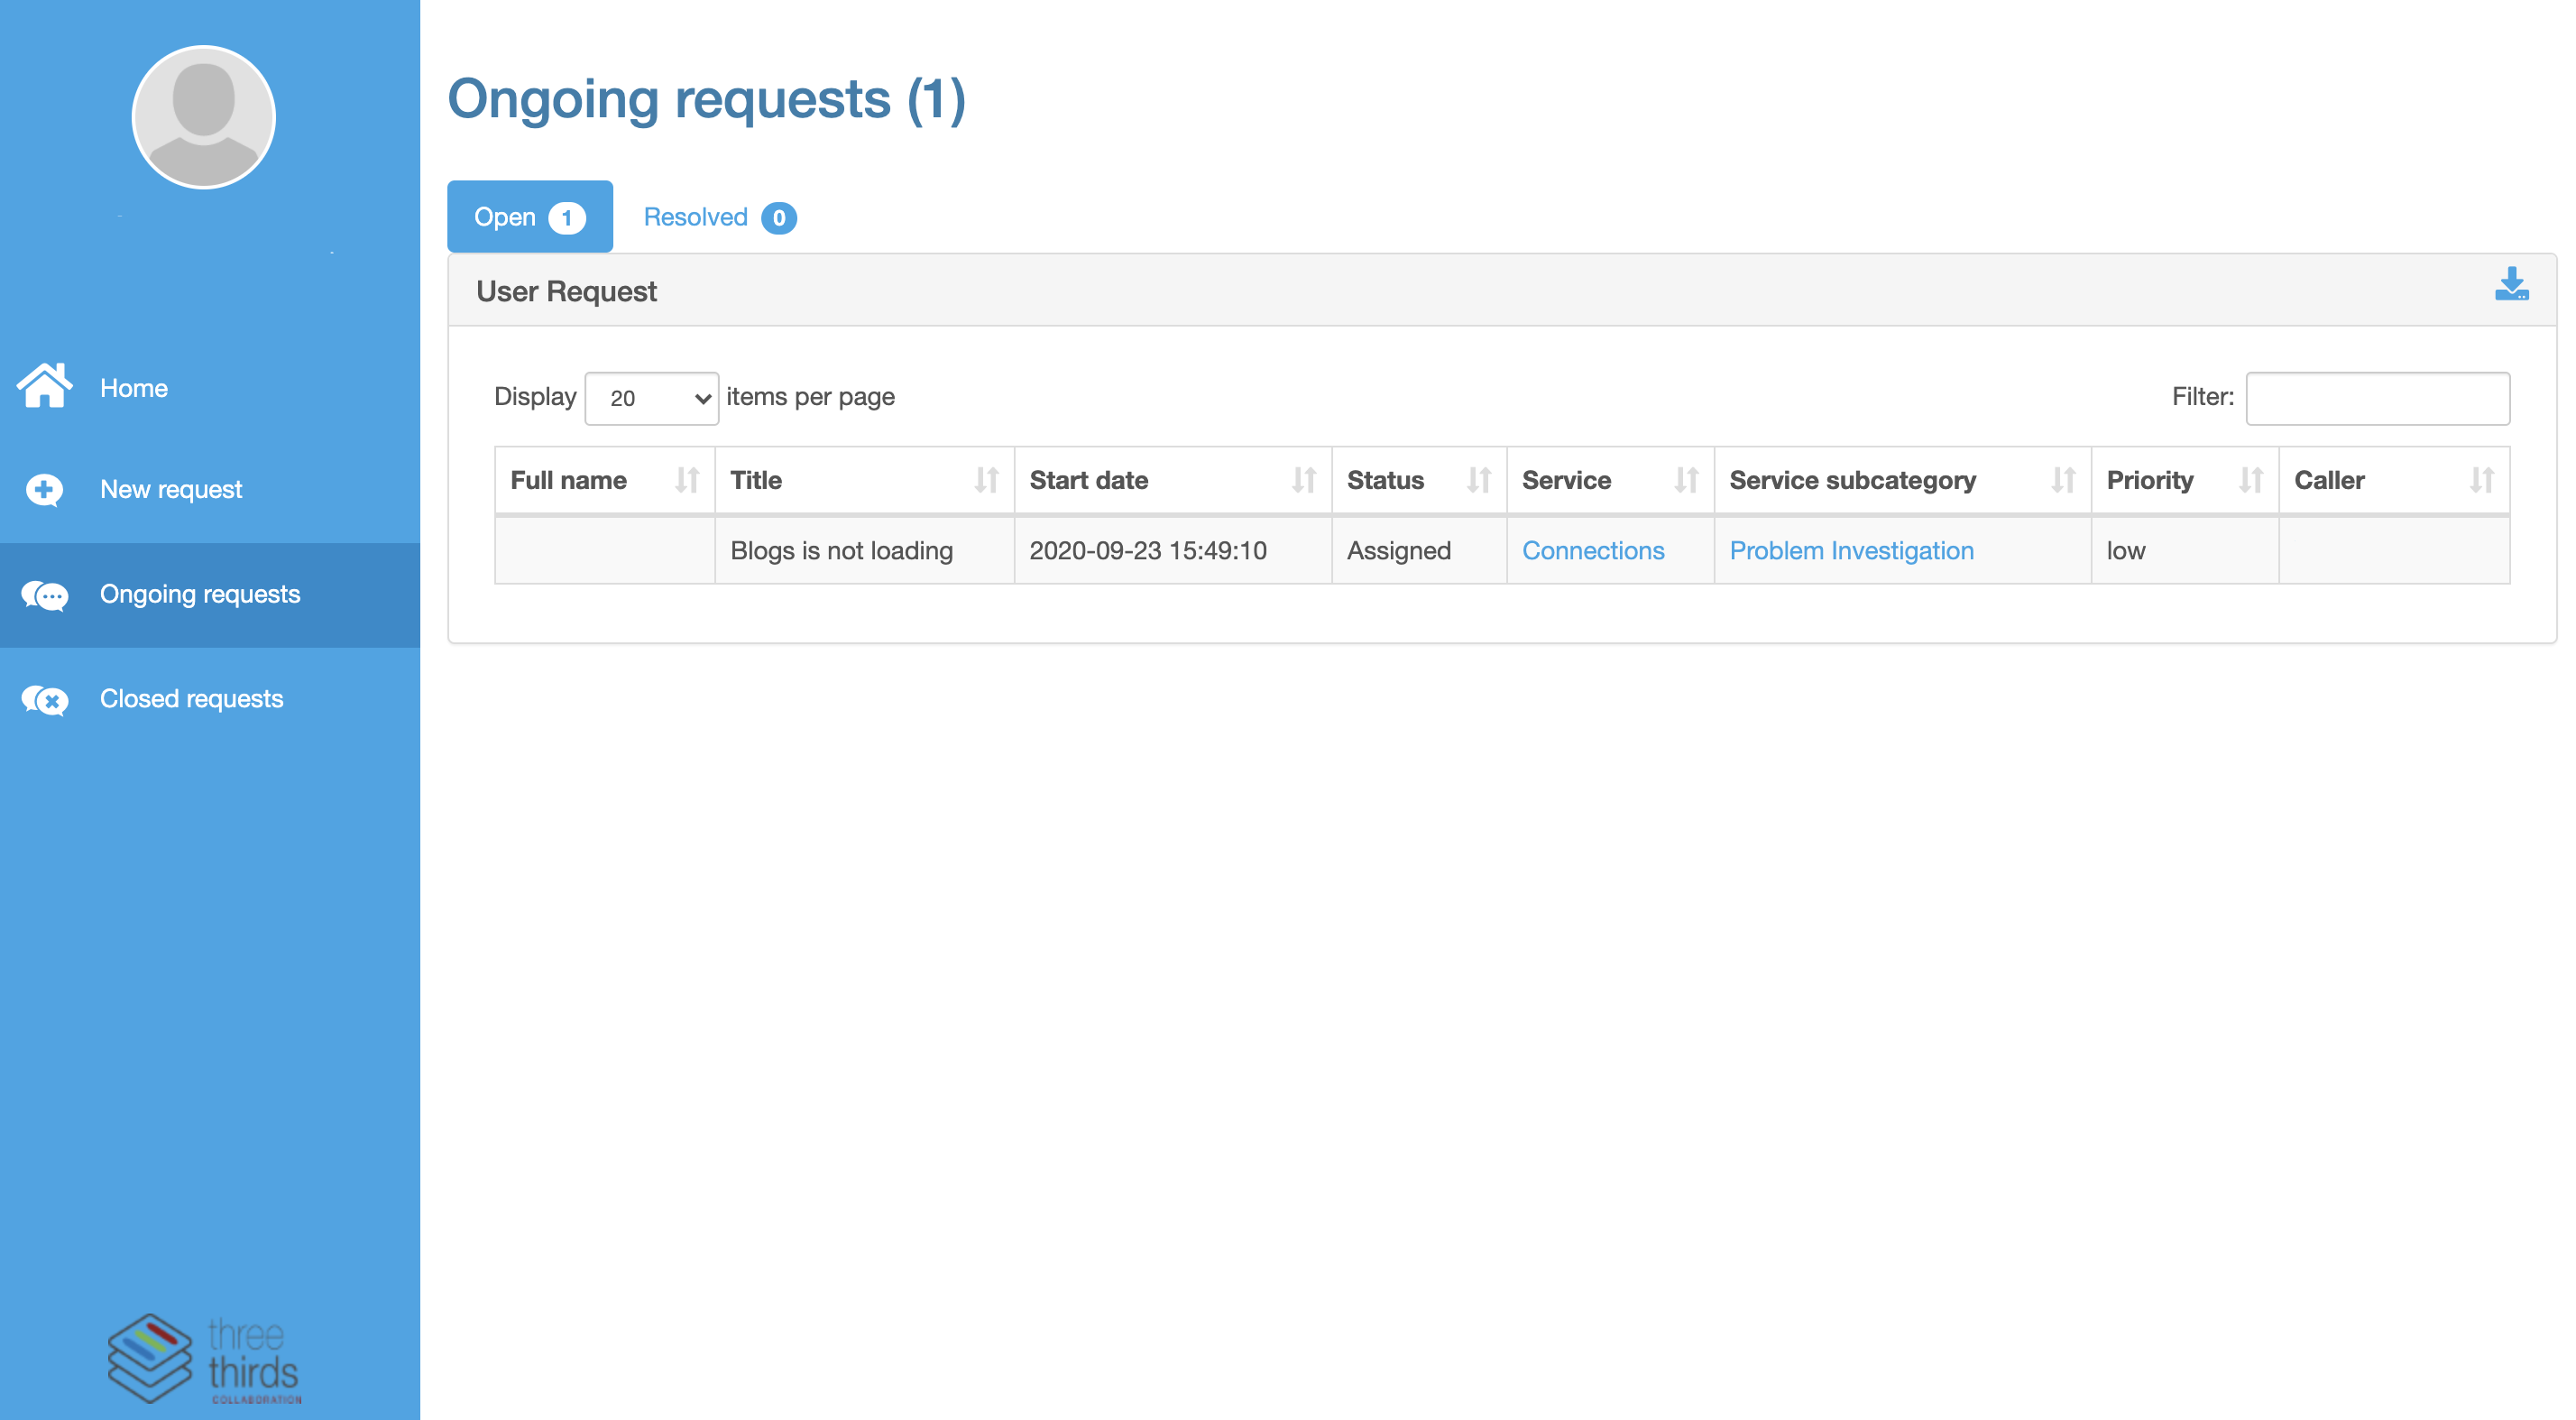 Home
New request
Ongoing requests
Closed requests
three
thirds
COLLABORATION
Ongoing requests (1)
Open 1 Resolved 0
User Request
Display 20 items per page Filter:
Full name Title Start date Status Service Service subcategory Priority Caller
Blogs is not loading 2020-09-23 15:49:10 Assigned Connections Problem Investigation low